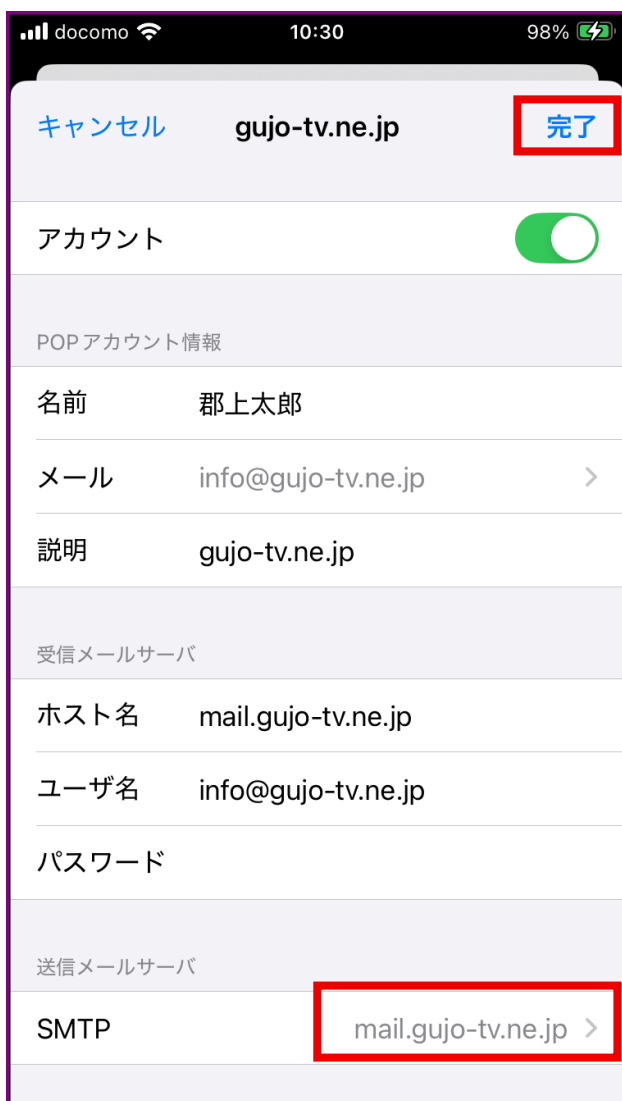 docomo 10:30 98%
キャンセル gujo-tv.ne.jp 完了
アカウント
POPアカウント情報
名前 郡上太郎
メール info@gujo-tv.ne.jp
説明 gujo-tv.ne.jp
受信メールサーバ
ホスト名 mail.gujo-tv.ne.jp
ユーザ名 info@gujo-tv.ne.jp
パスワード
送信メールサーバ
SMTP mail.gujo-tv.ne.jp